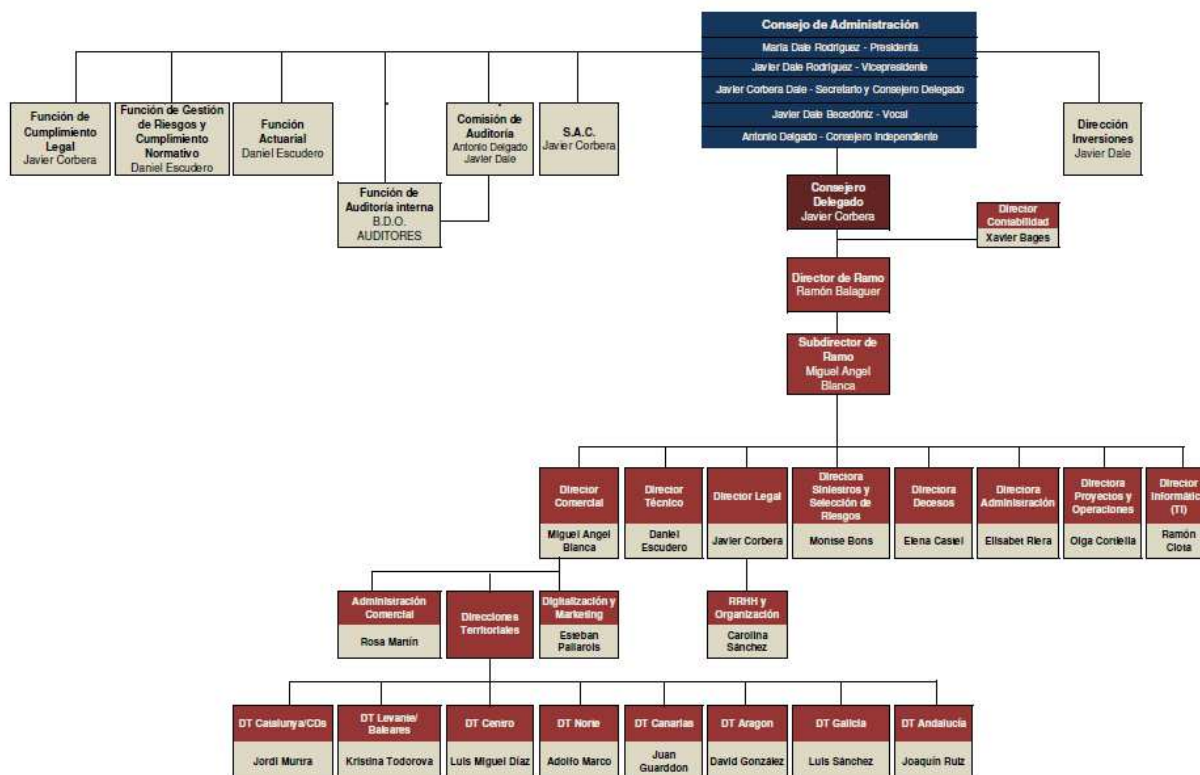 Consejo de Administración
María Dale Rodríguez - Presidenta
Javier Dale Rodríguez - Vicepresidente
Javier Corbera Dale - Secretario y Consejero Delegado
Javier Dale Becedóniz - Vocal
Antonio Delgado - Consejero Independiente
Función de
Cumplimiento
Legal
Javier Corbera
Función de Gestión
de Riesgos y
Cumplimiento
Normativo
Daniel Escudero
Función
Actuarial
Daniel Escudero
Comisión de
Auditoría
Antonio Delgado
Javier Dale
S.A.C.
Javier Corbera
Dirección
Inversiones
Javier Dale
Función de
Auditoría interna
B.D.O.
AUDITORES
Consejero
Delegado
Javier Corbera
Director
Contabilidad
Xavier Bages
Director de Ramo
Ramón Balaguer
Subdirector de
Ramo
Miguel Angel
Blanca
Director
Comercial
Miguel Angel
Blanca
Director
Técnico
Daniel
Escudero
Director Legal
Javier Corbera
Directora
Siniestros y
Selección de
Riesgos
Montse Bons
Directora
Decesos
Elena Casiel
Directora
Administración
Elisabet Riera
Directora
Proyectos y
Operaciones
Olga Cortiella
Director
Informátic
(TI)
Ramón
Clota
Administración
Comercial
Rosa Martín
Direcciones
Territoriales
Digitalización y
Marketing
Esteban
Pallarols
RRHH y
Organización
Carolina
Sánchez
DT Catalunya/CDs
Jordi Munra
DT Levante/
Baleares
Kristina Todorova
DT Centro
Luis Miguel Díaz
DT Norte
Adolfo Marco
DT Canarias
Juan
Guarddon
DT Aragon
David González
DT Galicia
Luis Sánchez
DT Andalucía
Joaquín Ruiz